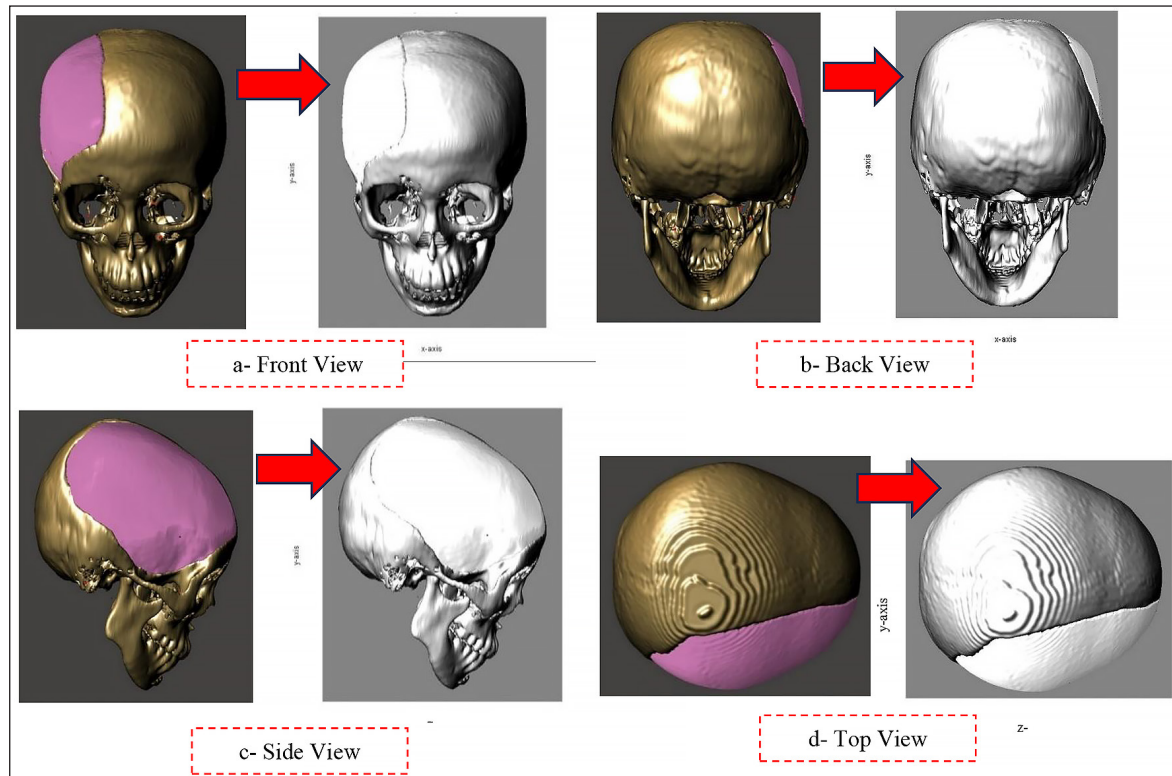 y-axis
x-axis
a- Front View
y-axis
x-axis
b- Back View
y-axis
c- Side View
y-axis
z-
d- Top View